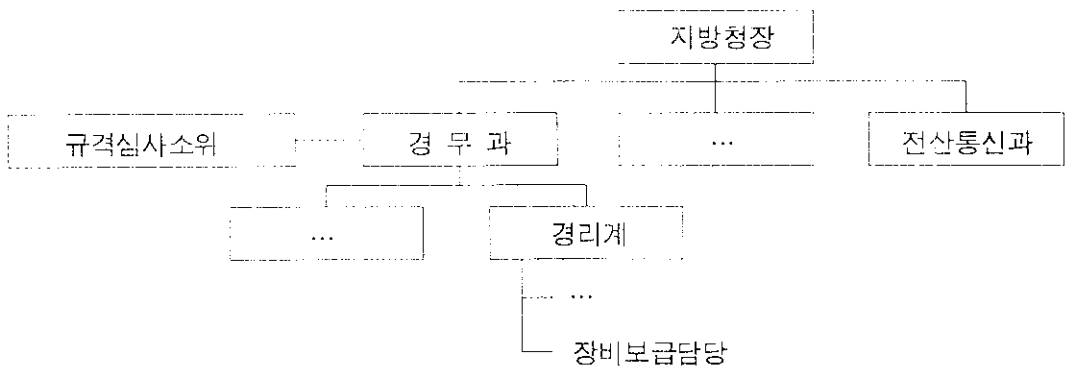 지방청장
규격심사소위
경 무 과
...
전산통신과
...
경리계
...
장비보급담당